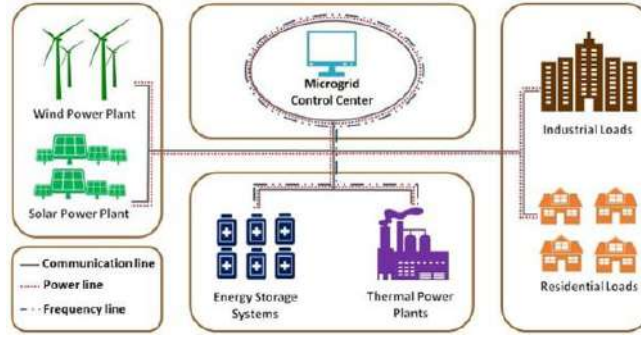 Wind Power Plant
Solar Power Plant
Microgrid
Control Center
Industrial Loads
Residential Loads
Energy Storage
Systems
Thermal Power
Plants
Communication line
Power line
Frequency line